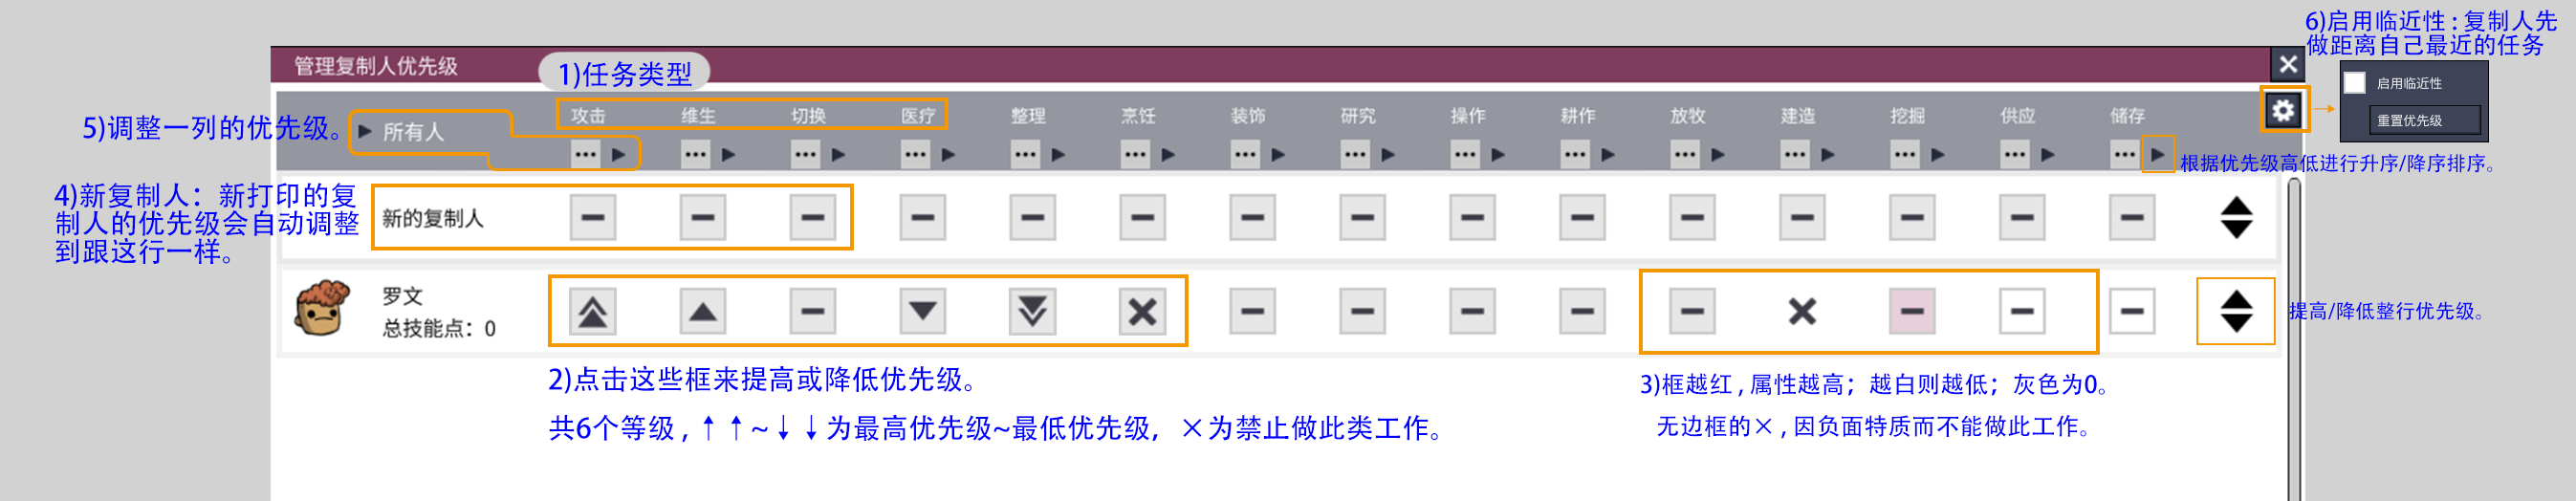 6)启用临近性：复制人先
做距离自己最近的任务
管理复制人优先级
1)任务类型
启用临近性
重置优先级
5)调整一列的优先级。
所有人
攻击 维生 切换 医疗 整理 烹饪 装饰 研究 操作 耕作 放牧 建造 挖掘 供应 储存
根据优先级高低进行升序/降序排序。
4)新复制人：新打印的复
制人的优先级会自动调整
到跟这行一样。
新的复制人
罗文
总技能点：0
提高/降低整行优先级。
2)点击这些框来提高或降低优先级。
共6个等级，↑↑~↓↓为最高优先级~最低优先级，×为禁止做此类工作。
3)框越红，属性越高；越白则越低；灰色为0。
无边框的×，因负面特质而不能做此工作。